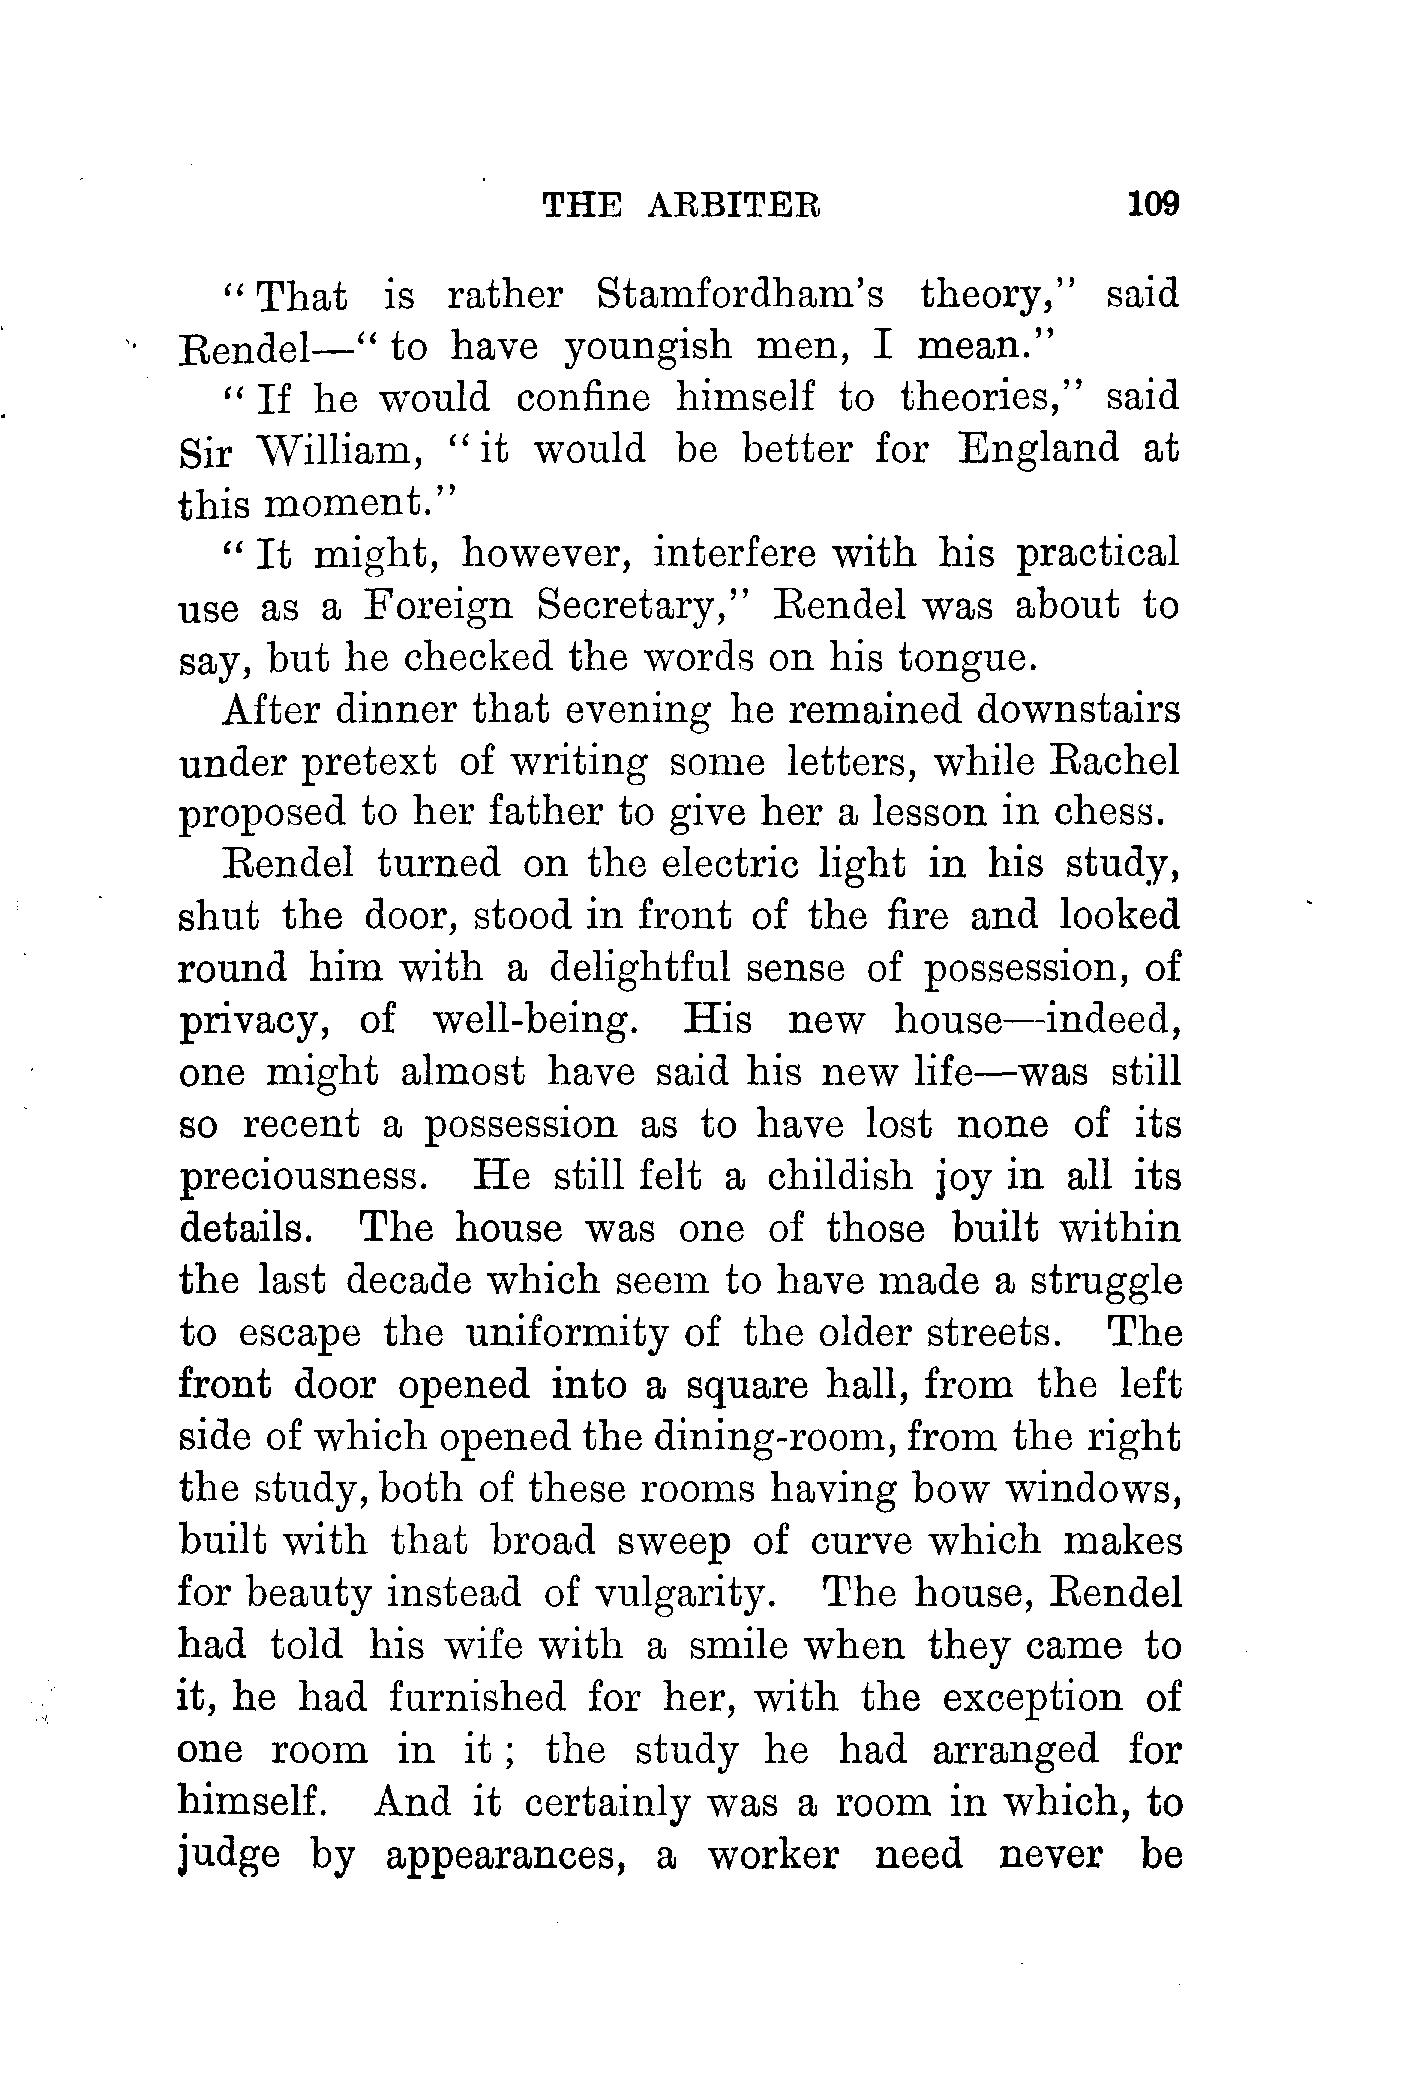 THE ARBITER 109
"That is rather Stamfordham's theory," said
Rendel—"to have youngish men, I mean."
"If he would confine himself to theories," said
Sir William, "it would be better for England at
this moment."
"It might, however, interfere with his practical
use as a Foreign Secretary," Rendel was about to
say, but he checked the words on his tongue.
After dinner that evening he remained downstairs
under pretext of writing some letters, while Rachel
proposed to her father to give her a lesson in chess.
Rendel turned on the electric light in his study,
shut the door, stood in front of the fire and looked
round him with a delightful sense of possession, of
privacy, of well-being. His new house—indeed,
one might almost have said his new life—was still
so recent a possession as to have lost none of its
preciousness. He still felt a childish joy in all its
details. The house was one of those built within
the last decade which seem to have made a struggle
to escape the uniformity of the older streets. The
front door opened into a square hall, from the left
side of which opened the dining-room, from the right
the study, both of these rooms having bow windows,
built with that broad sweep of curve which makes
for beauty instead of vulgarity. The house, Rendel
had told his wife with a smile when they came to
it, he had furnished for her, with the exception of
one room in it; the study he had arranged for
himself. And it certainly was a room in which, to
judge by appearances, a worker need never be